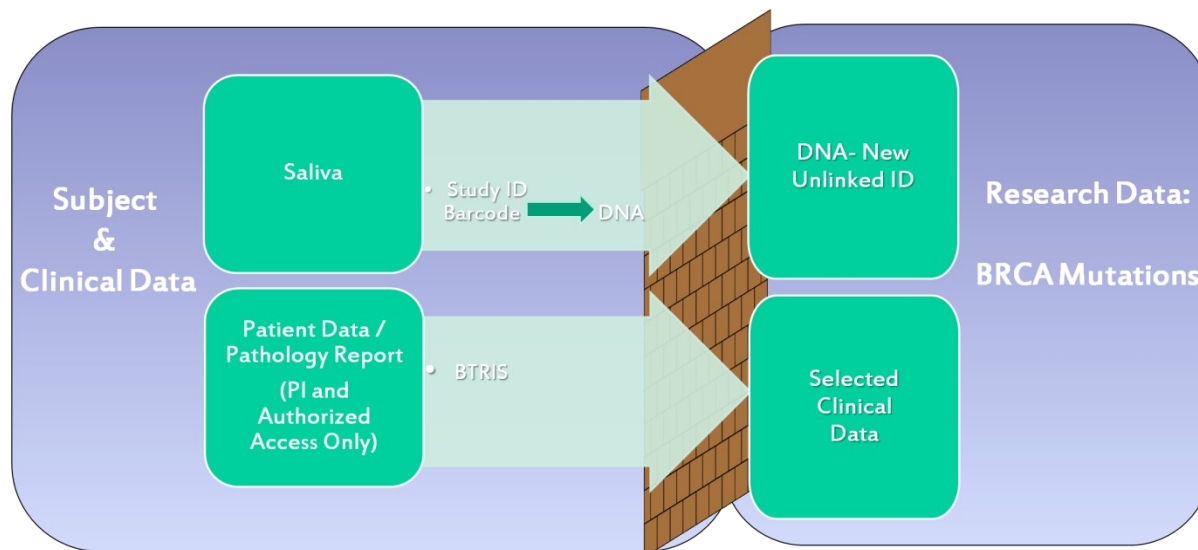 Subject
&
Clinical Data
Saliva
• Study ID
Barcode
DNA
Patient Data /
Pathology Report
(PI and
Authorized
Access Only)
• BTRIS
DNA- New
Unlinked ID
Selected
Clinical
Data
Research Data:
BRCA Mutations